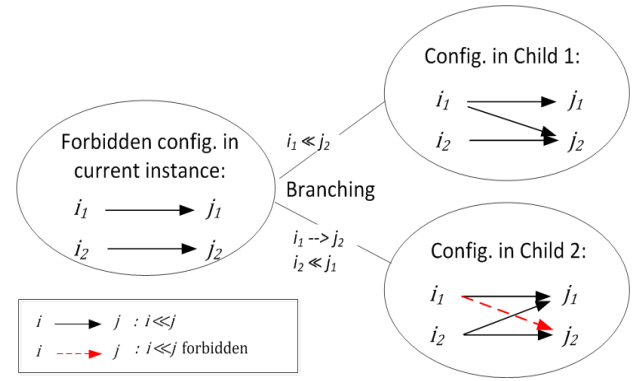 Forbidden config. in
current instance:
i₁ j₁
i₂ j₂
i₁ ≪ j₂
Branching
i₁ --> j₂
i₂ ≪ j₁
Config. in Child 1:
i₁ j₁
i₂ j₂
Config. in Child 2:
i₁ j₁
i₂ j₂
i j : i≪j
i j : i≪j forbidden